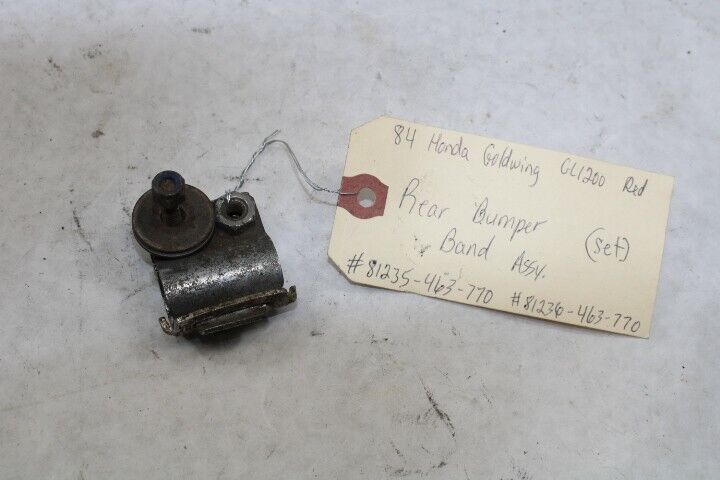 84 Honda Goldwing GL1200 Red
Rear Bumper (set)
Band Assy.
#81235-463-770 #81236-463-770